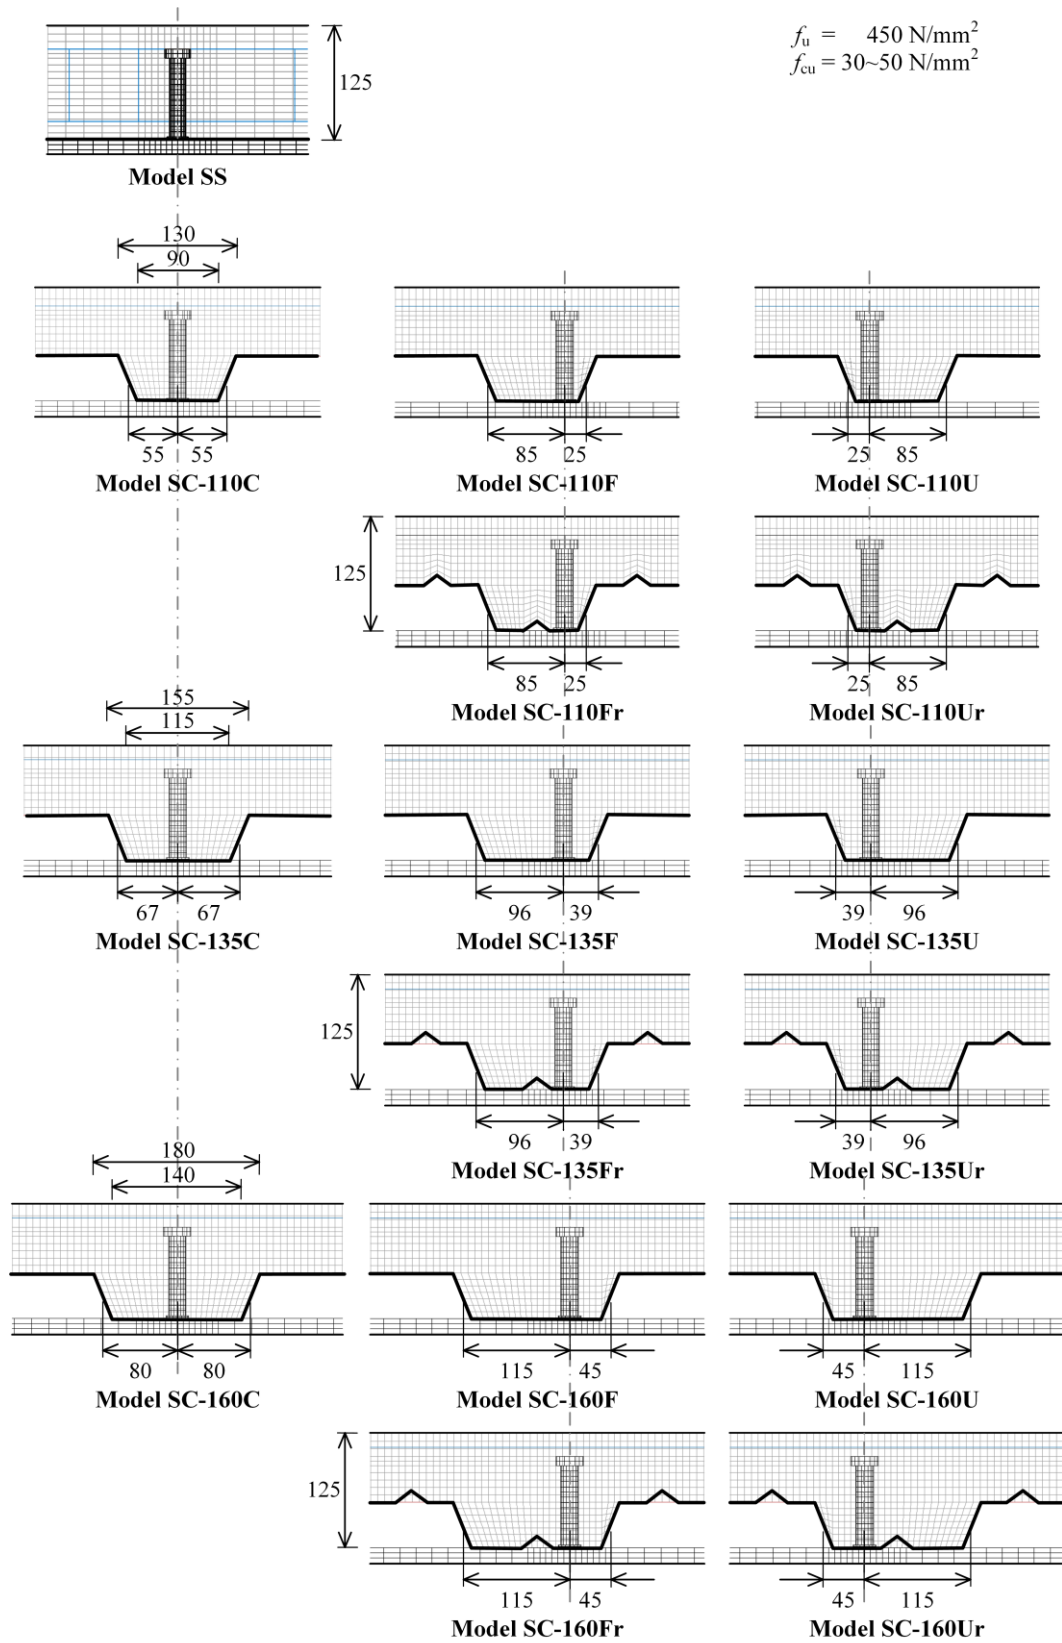 fu = 450 N/mm²
fcu = 30~50 N/mm²
125
Model SS
130
90
55 55
85 25
25 85
Model SC-110C
Model SC-110F
Model SC-110U
125
85 25
25 85
Model SC-110Fr
Model SC-110Ur
155
115
67 67
96 39
39 96
Model SC-135C
Model SC-135F
Model SC-135U
125
96 39
39 96
Model SC-135Fr
Model SC-135Ur
180
140
80 80
115 45
45 115
Model SC-160C
Model SC-160F
Model SC-160U
125
115 45
45 115
Model SC-160Fr
Model SC-160Ur